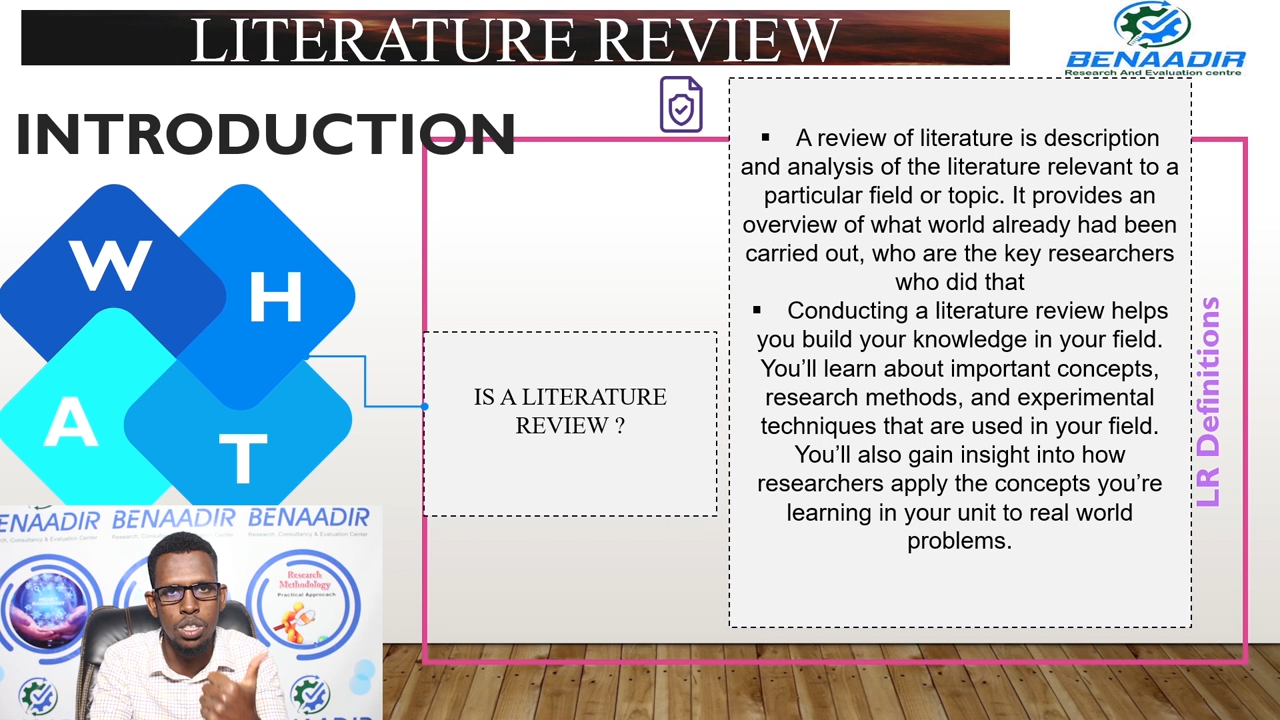 LITERATURE REVIEW
BENAADIR
Research And Evaluation centre
INTRODUCTION
W
H
A
T
IS A LITERATURE
REVIEW ?
▪ A review of literature is description
and analysis of the literature relevant to a
particular field or topic. It provides an
overview of what world already had been
carried out, who are the key researchers
who did that
▪ Conducting a literature review helps
you build your knowledge in your field.
You’ll learn about important concepts,
research methods, and experimental
techniques that are used in your field.
You’ll also gain insight into how
researchers apply the concepts you’re
learning in your unit to real world
problems.
LR Definitions
ENAADIR BENAADIR BENAADIR
Research, Consultancy & Evaluation Center
Research
Methodology
Practical Approach
BENAADIR